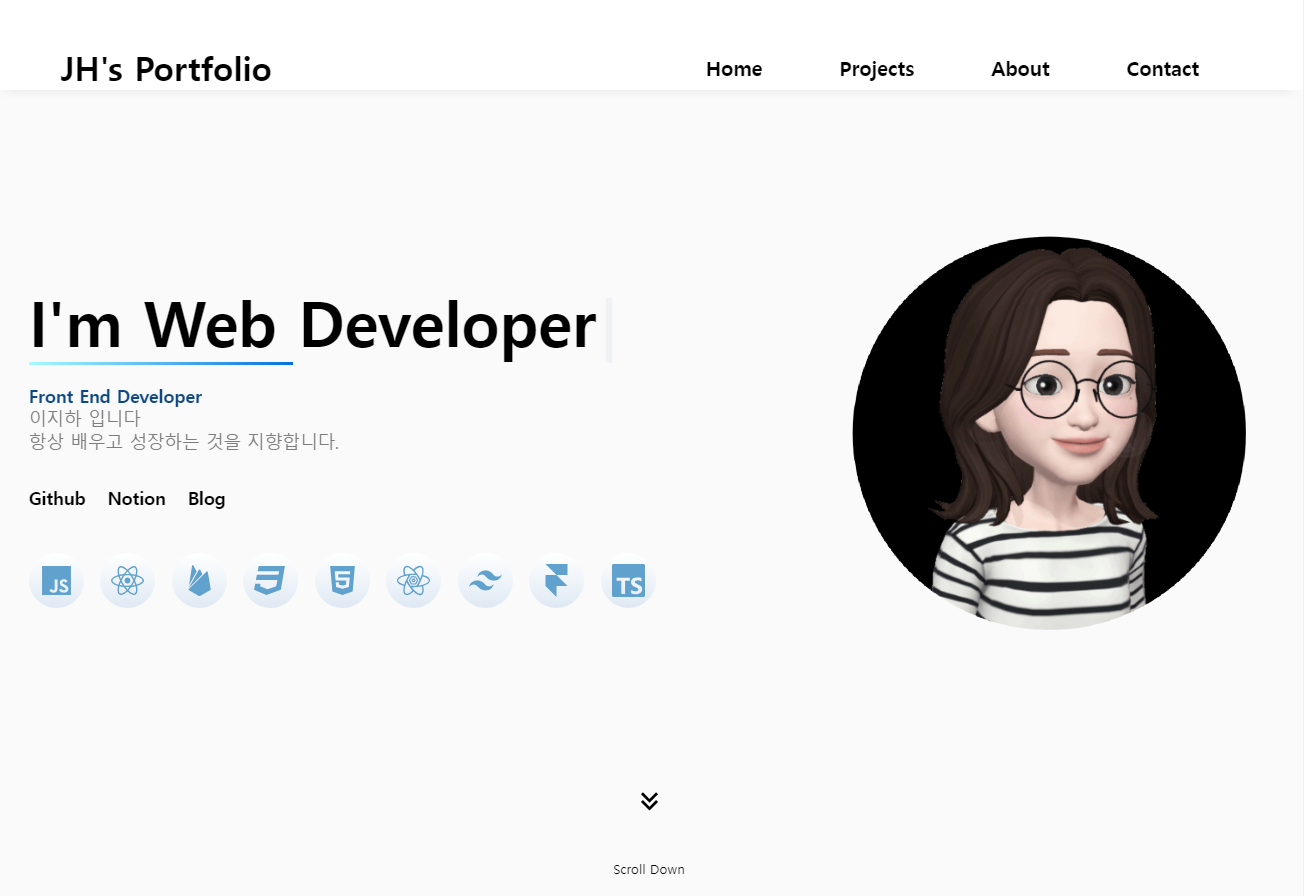 JH's Portfolio
Home Projects About Contact
I'm Web Developer
Front End Developer
이지하 입니다
항상 배우고 성장하는 것을 지향합니다.
Github Notion Blog
JS 3 5 TS
Scroll Down